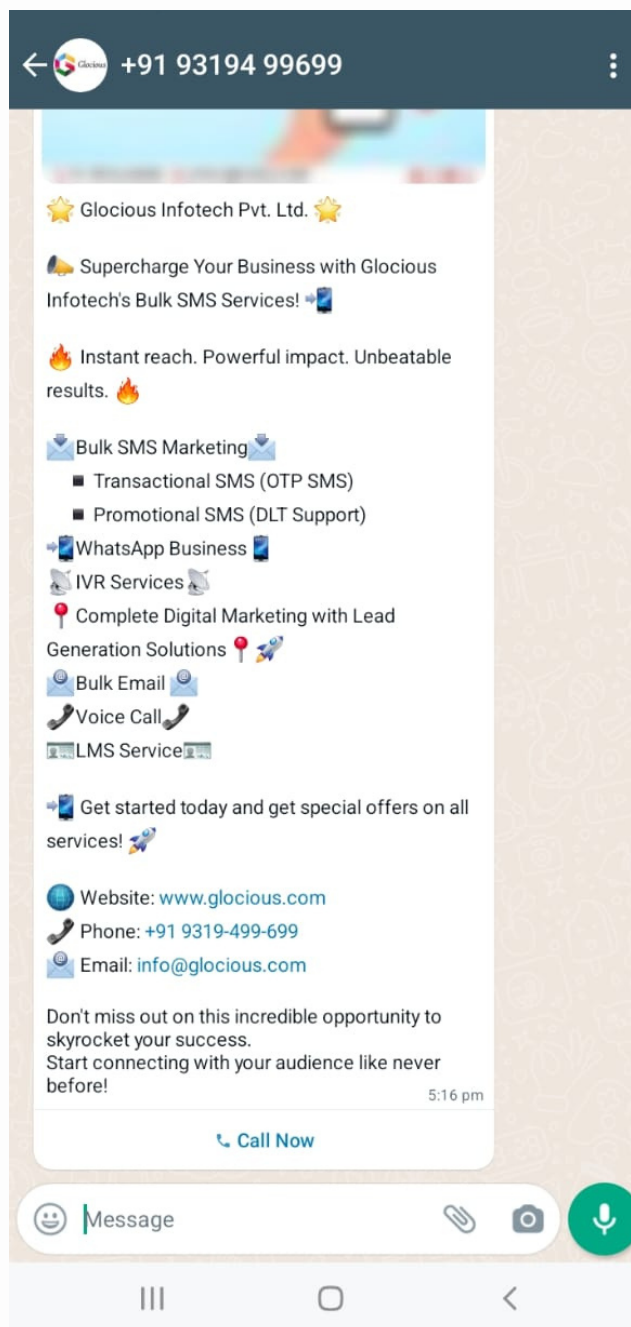 Glocious
+91 93194 99699
🌟 Glocious Infotech Pvt. Ltd. 🌟
📣 Supercharge Your Business with Glocious
Infotech's Bulk SMS Services! 📲
🔥 Instant reach. Powerful impact. Unbeatable
results. 🔥
📩Bulk SMS Marketing📩
▪ Transactional SMS (OTP SMS)
▪ Promotional SMS (DLT Support)
📲WhatsApp Business 📱
📡IVR Services📡
📍Complete Digital Marketing with Lead
Generation Solutions 📍 🚀
📧Bulk Email 📧
📞Voice Call📞
🪪LMS Service🪪
📲 Get started today and get special offers on all
services! 🚀
🌐 Website: www.glocious.com
📞 Phone: +91 9319-499-699
📧 Email: info@glocious.com
Don't miss out on this incredible opportunity to
skyrocket your success.
Start connecting with your audience like never
before!
5:16 pm
Call Now
Message